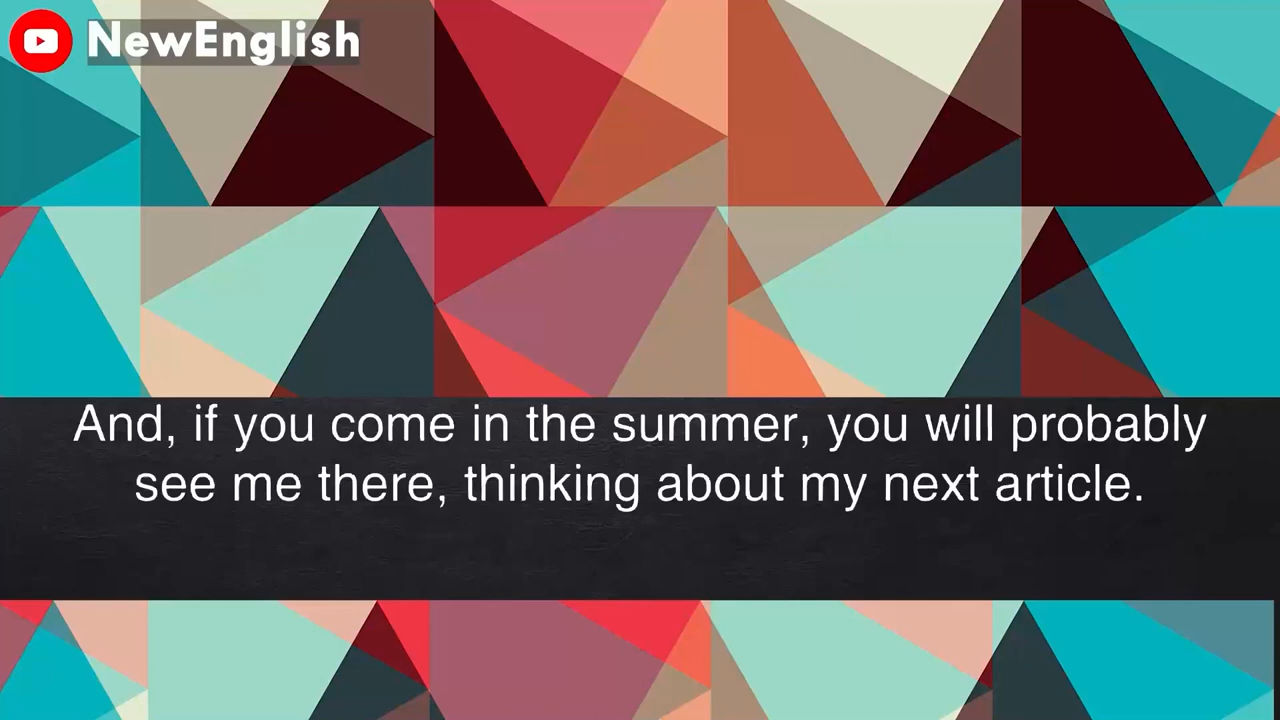 NewEnglish
And, if you come in the summer, you will probably
see me there, thinking about my next article.